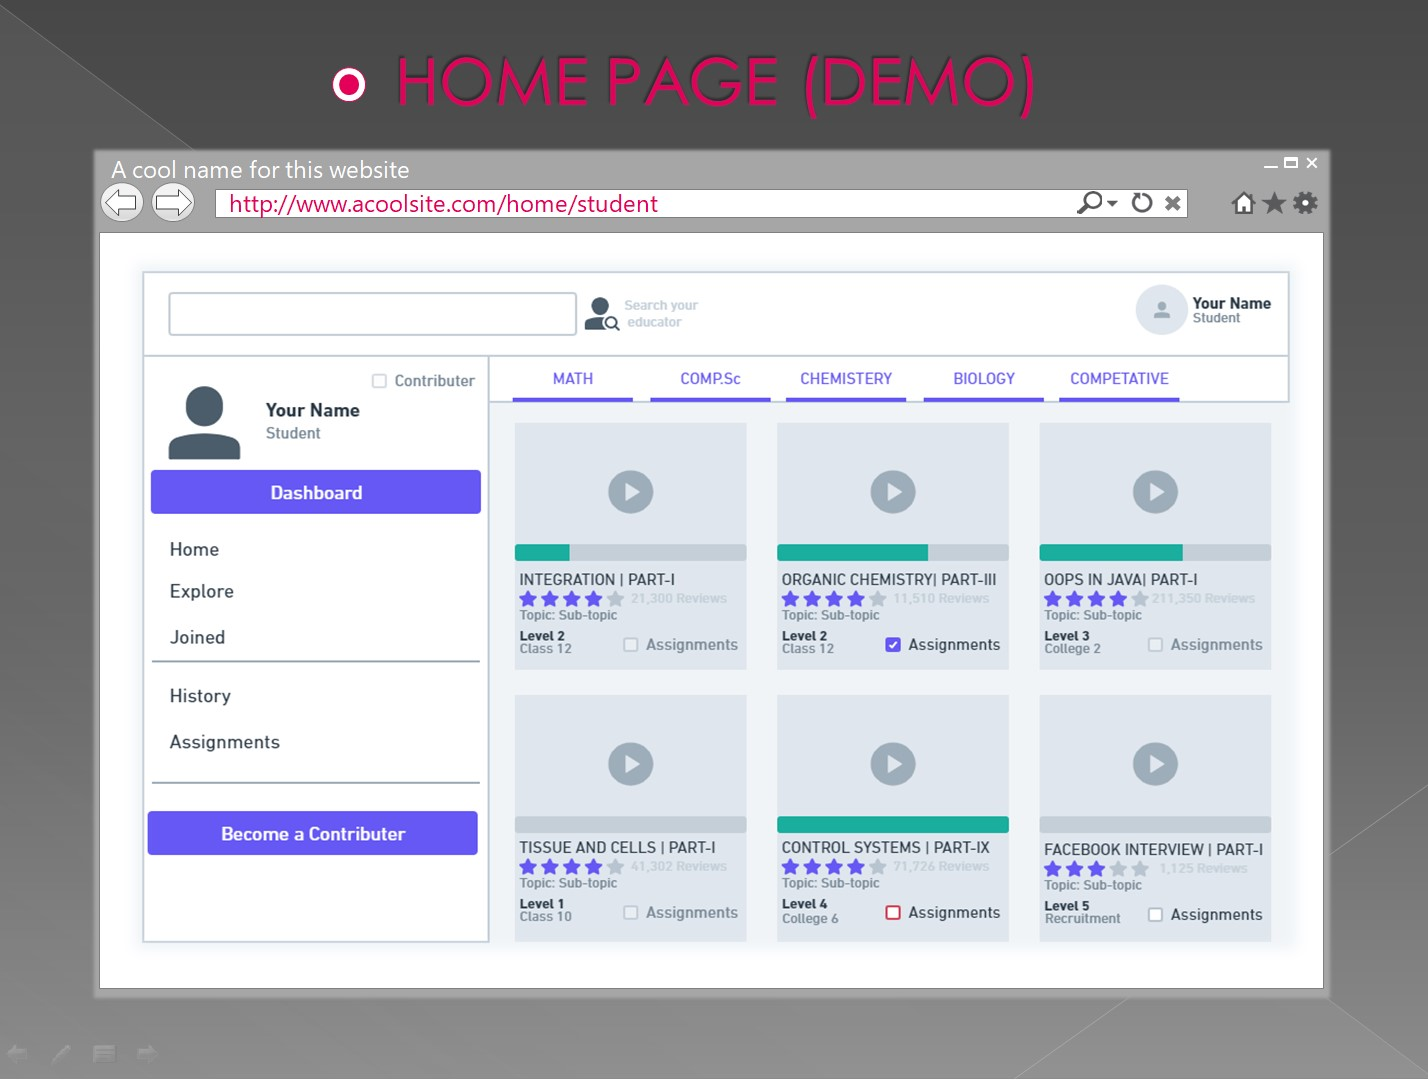 HOME PAGE (DEMO)
A cool name for this website
http://www.acoolsite.com/home/student
Search your
educator
Your Name
Student
Contributer
Your Name
Student
Dashboard
Home
Explore
Joined
History
Assignments
Become a Contributer
MATH COMP.Sc CHEMISTERY BIOLOGY COMPETATIVE
INTEGRATION | PART-I
21,300 Reviews
Topic: Sub-topic
Level 2
Class 12
Assignments
ORGANIC CHEMISTRY| PART-III
11,510 Reviews
Topic: Sub-topic
Level 2
Class 12
Assignments
OOPS IN JAVA| PART-I
211,350 Reviews
Topic: Sub-topic
Level 3
College 2
Assignments
TISSUE AND CELLS | PART-I
41,302 Reviews
Topic: Sub-topic
Level 1
Class 10
Assignments
CONTROL SYSTEMS | PART-IX
71,726 Reviews
Topic: Sub-topic
Level 4
College 6
Assignments
FACEBOOK INTERVIEW | PART-I
1,125 Reviews
Topic: Sub-topic
Level 5
Recruitment
Assignments